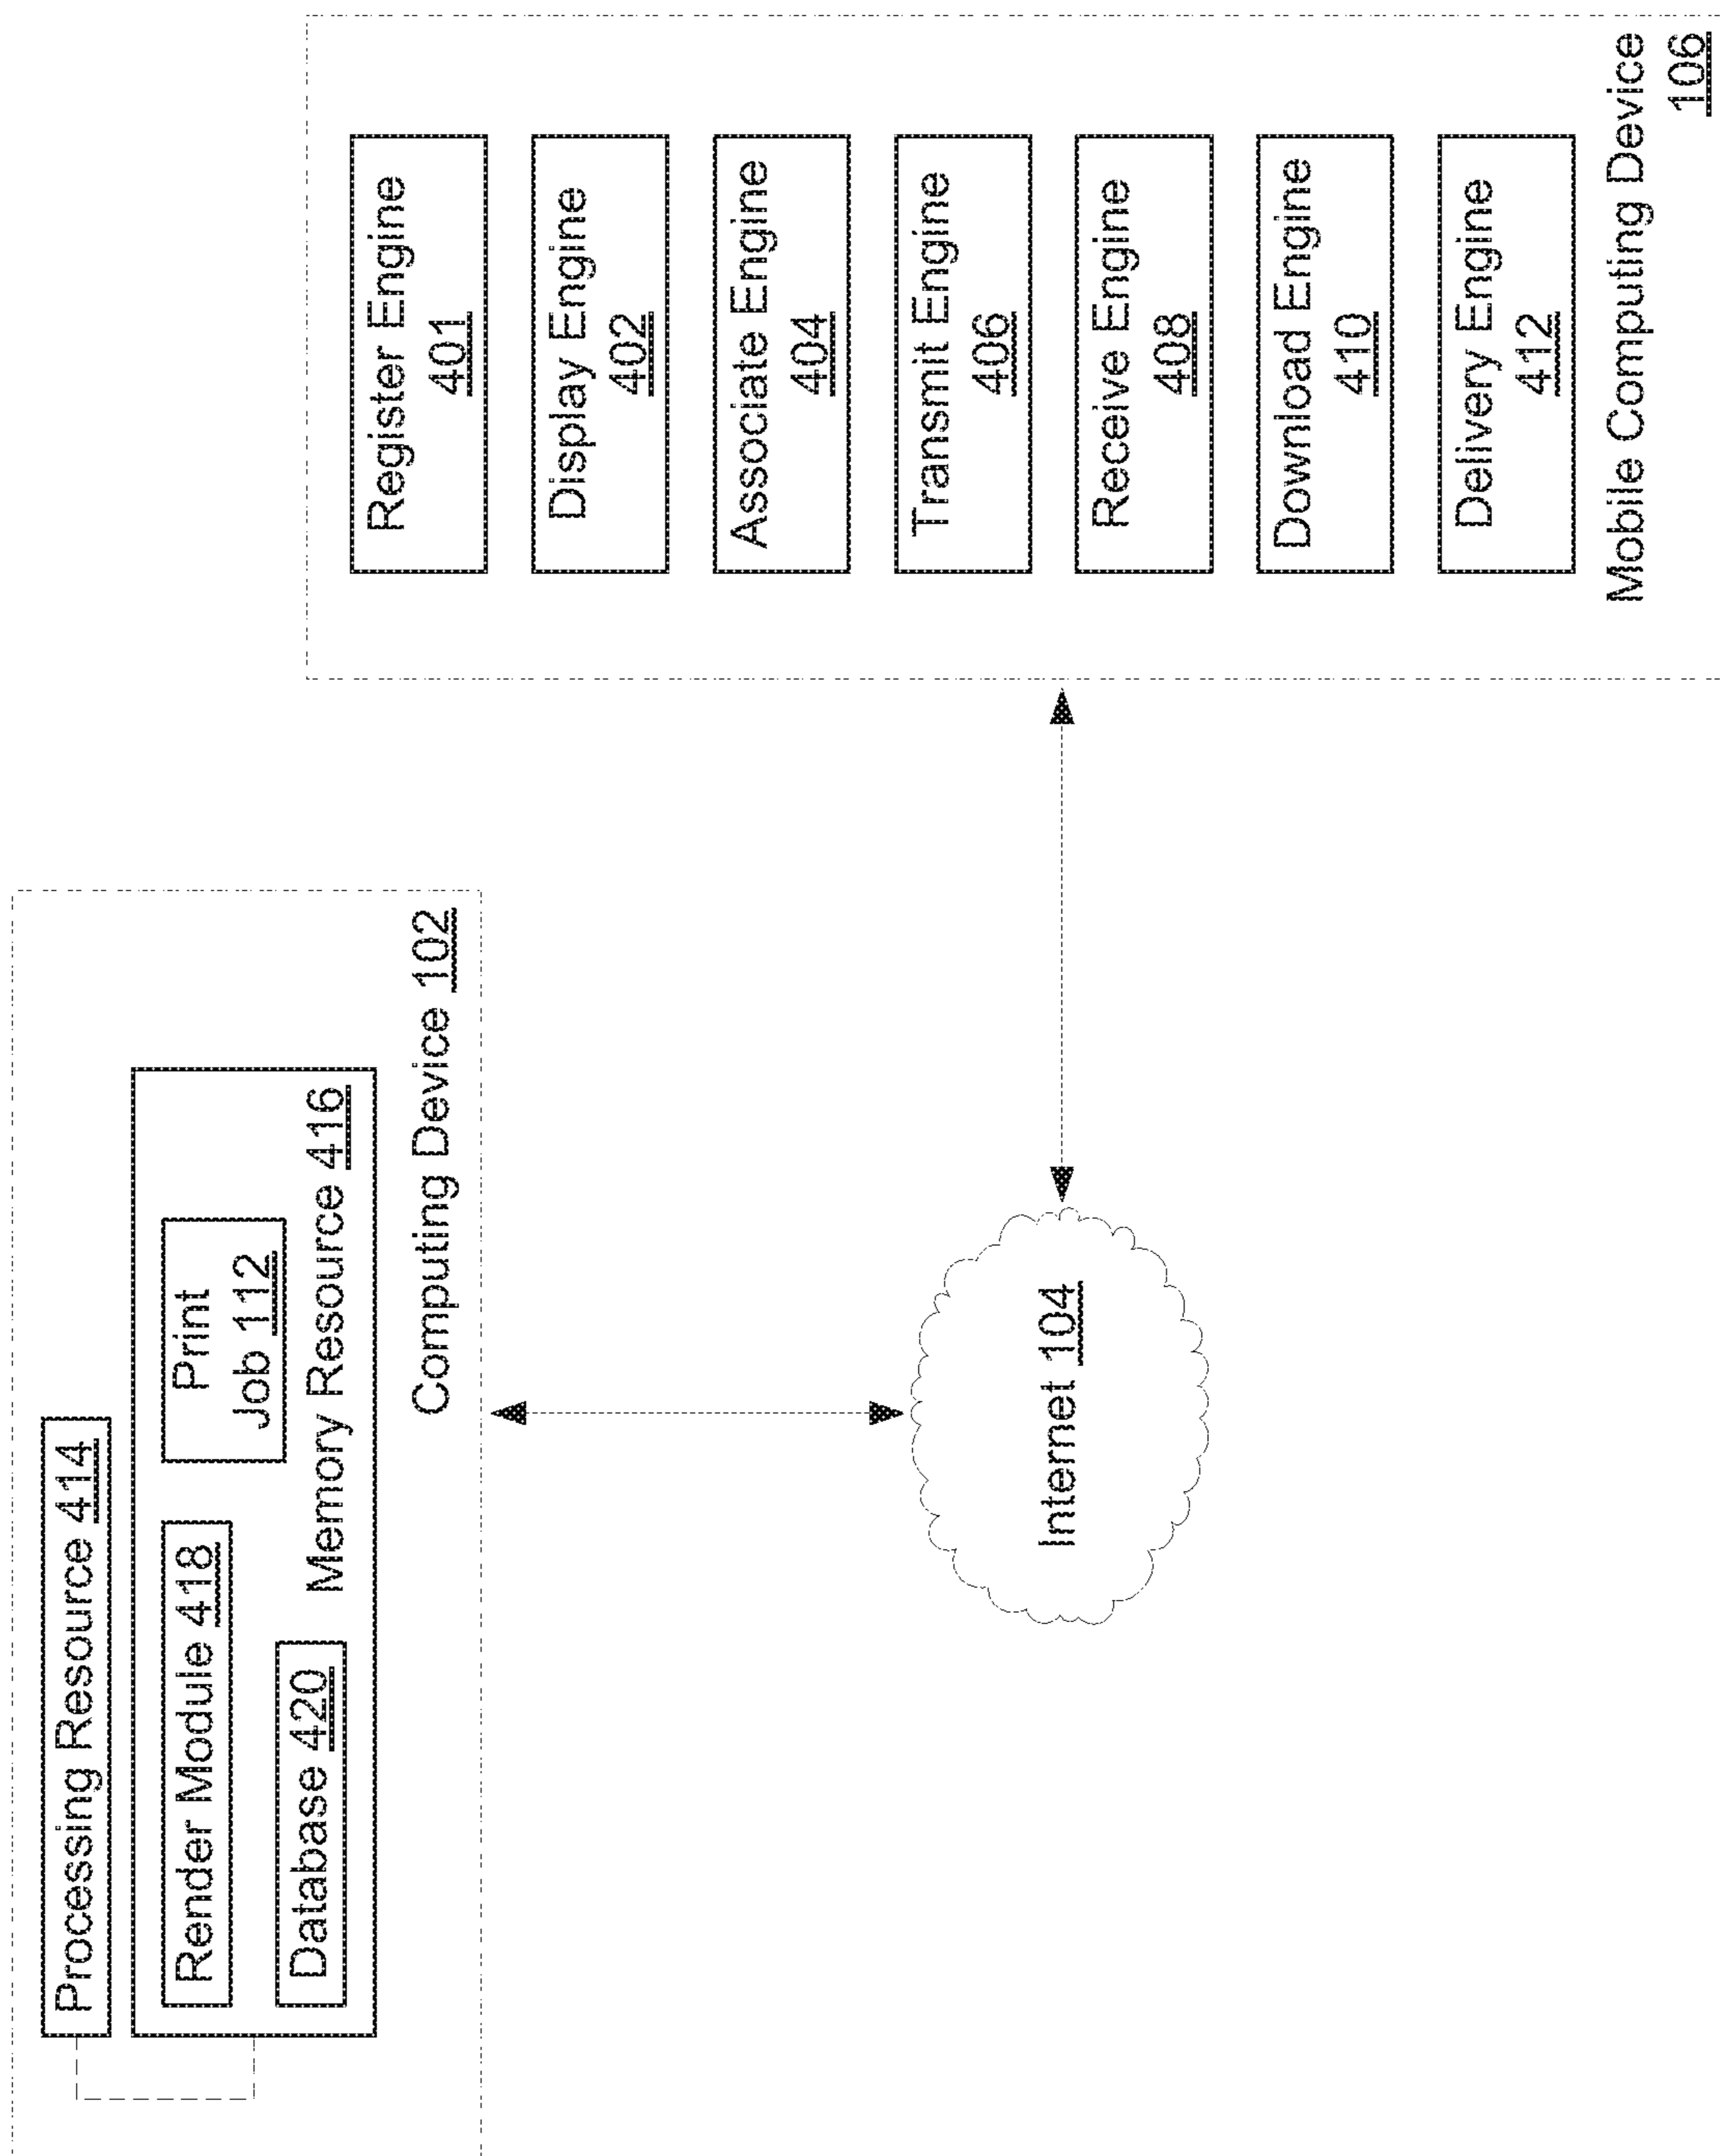 Processing Resource 414
Render Module 418
Print
Job 112
Database 420
Memory Resource 416
Computing Device 102
Internet 104
Register Engine
401
Display Engine
402
Associate Engine
404
Transmit Engine
406
Receive Engine
408
Download Engine
410
Delivery Engine
412
Mobile Computing Device
106